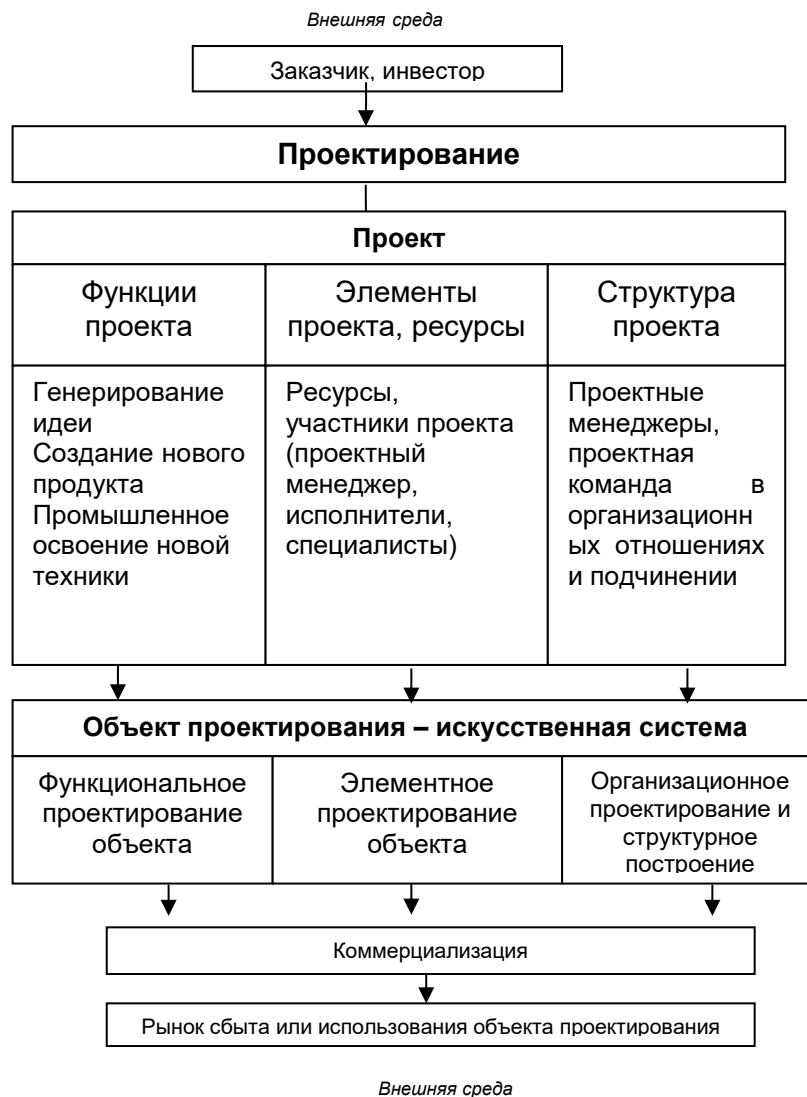 Внешняя среда
Заказчик, инвестор
Проектирование
Проект
Функции
проекта
Элементы
проекта, ресурсы
Структура
проекта
Генерирование
идеи
Создание нового
продукта
Промышленное
освоение новой
техники
Ресурсы,
участники проекта
(проектный
менеджер,
исполнители,
специалисты)
Проектные
менеджеры,
проектная
команда в
организационн
ых отношениях
и подчинении
Объект проектирования – искусственная система
Функциональное
проектирование
объекта
Элементное
проектирование
объекта
Организационное
проектирование и
структурное
построение
Коммерциализация
Рынок сбыта или использования объекта проектирования
Внешняя среда